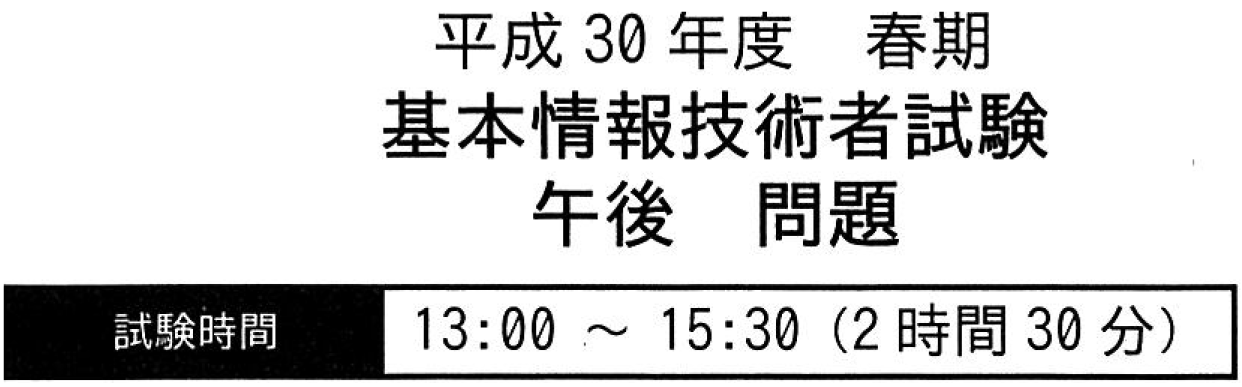 平成 30 年度　春期
基本情報技術者試験
午後　問題
試験時間　13:00 ～ 15:30（2 時間 30 分）